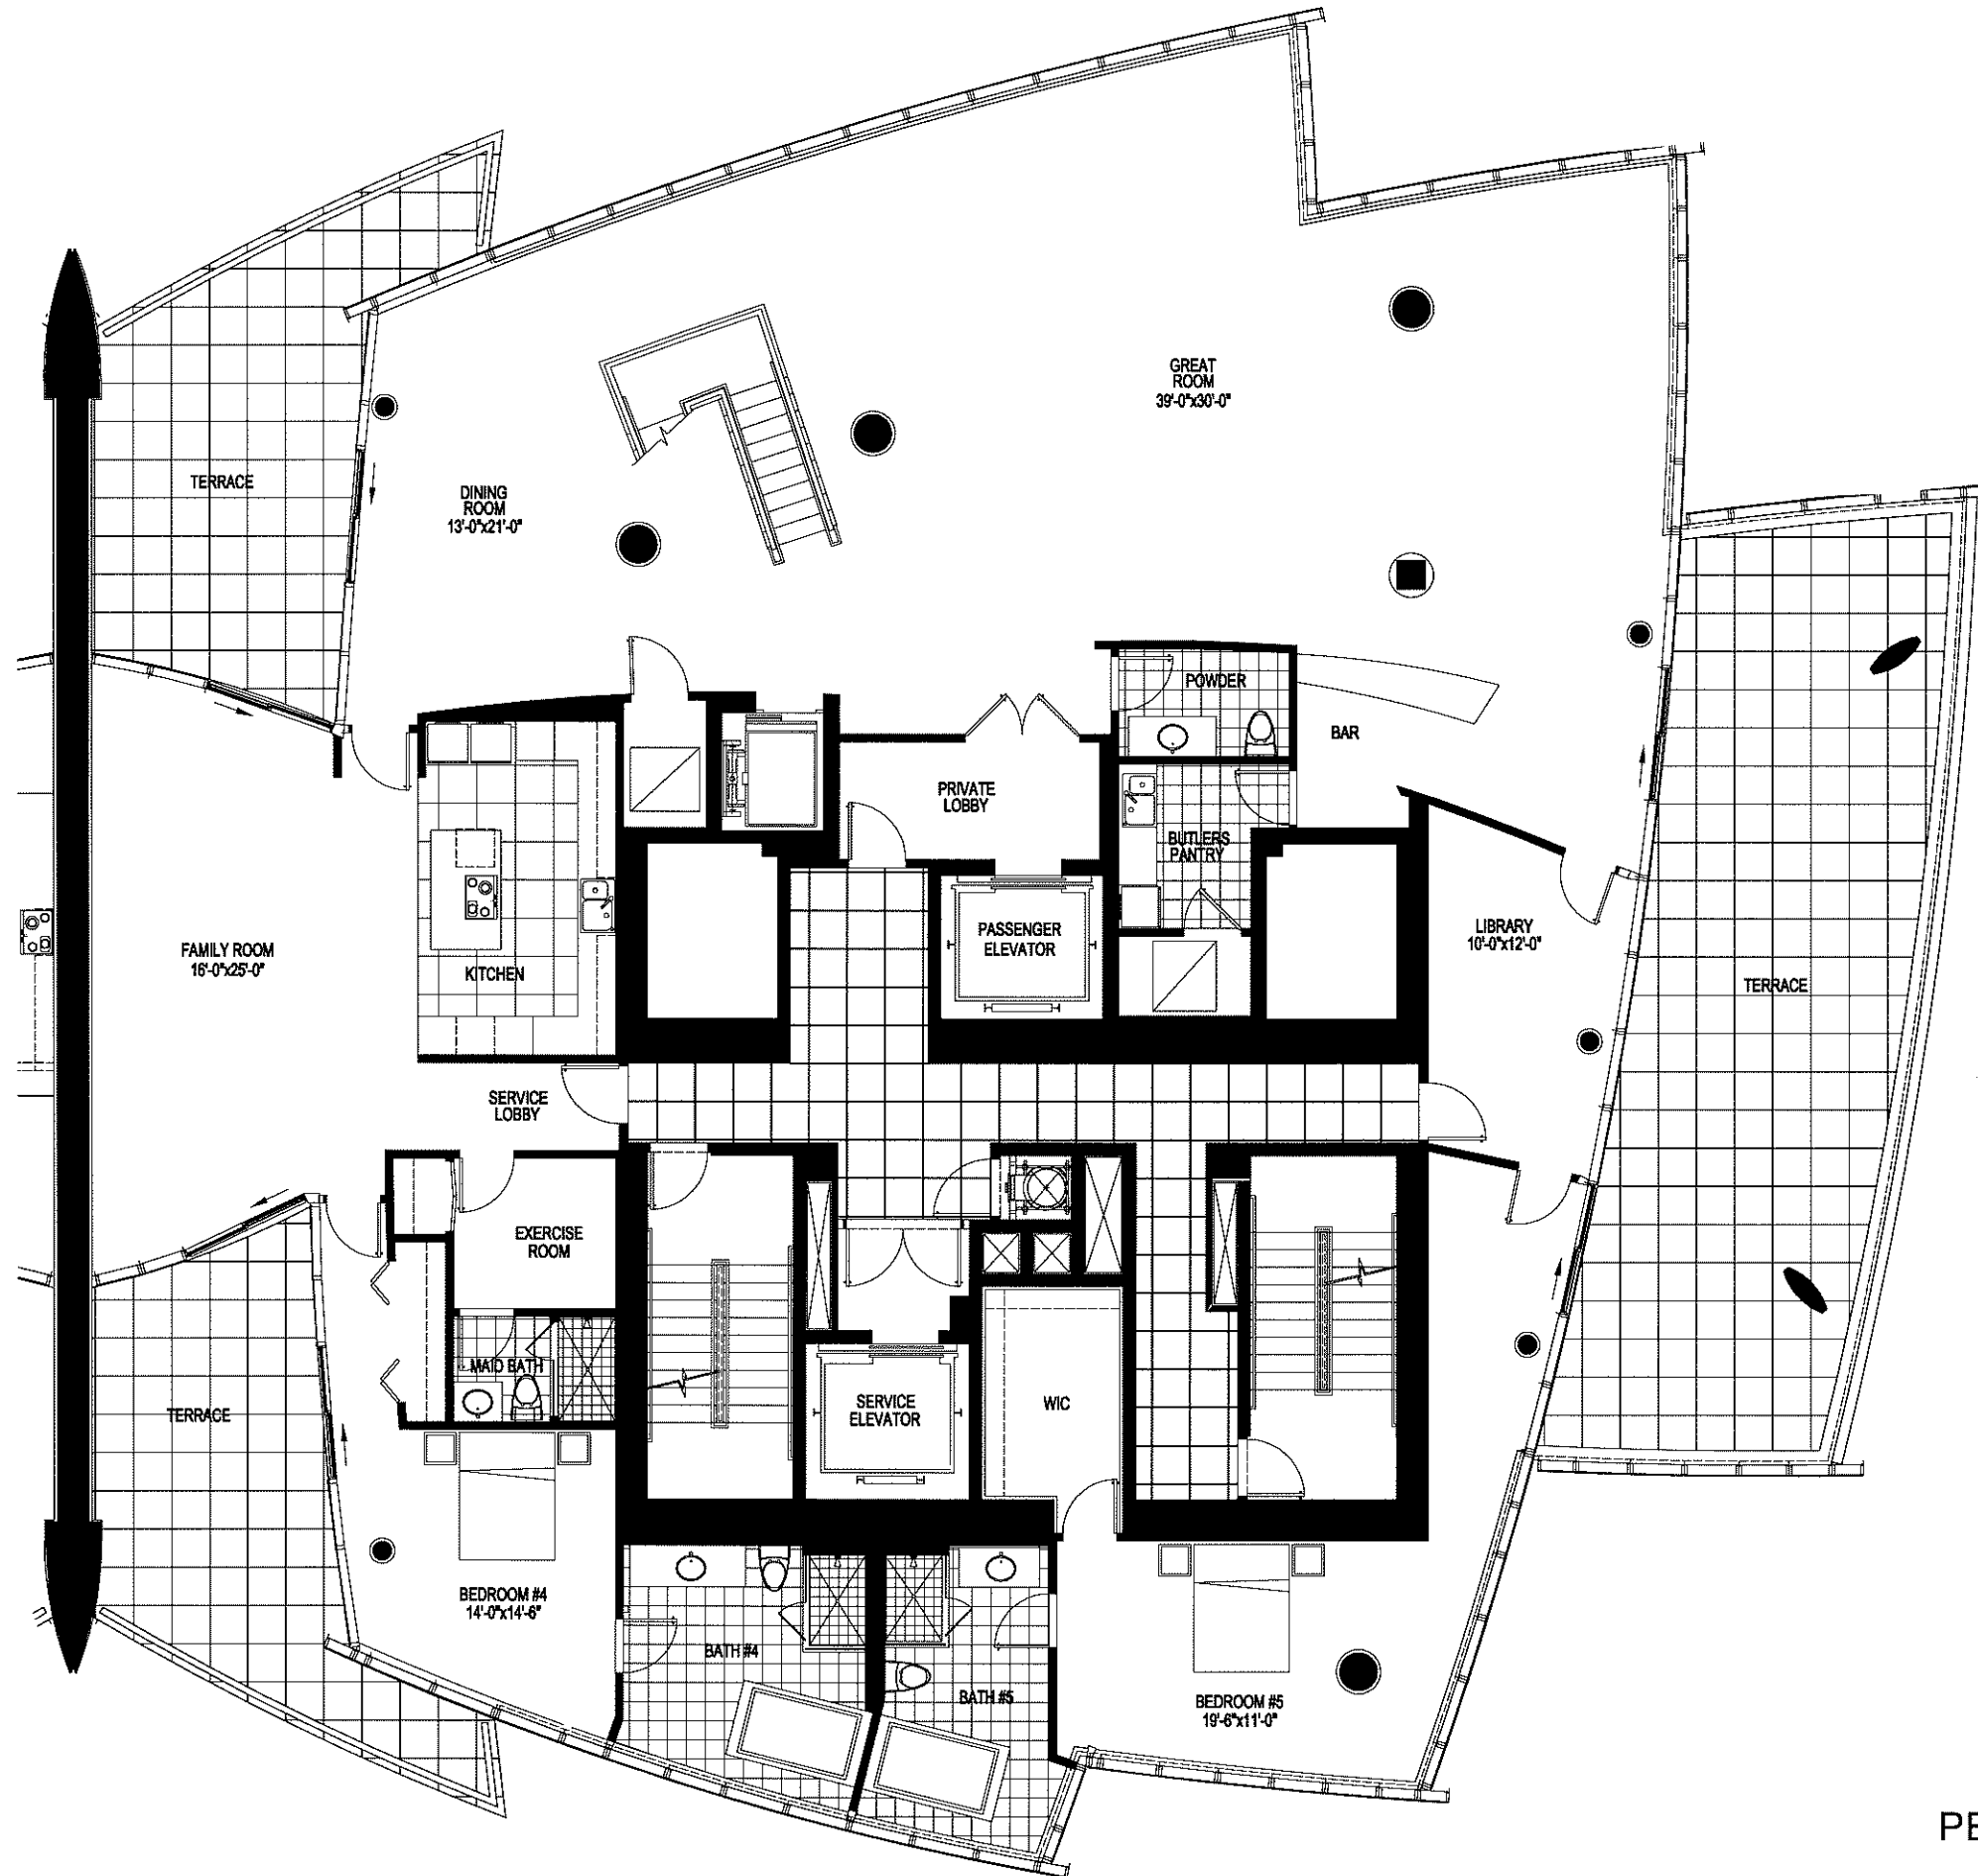 GREAT
ROOM
39'-0"x30'-0"
TERRACE
DINING
ROOM
13'-0"x21'-0"
POWDER
BAR
PRIVATE
LOBBY
BUTLERS
PANTRY
PASSENGER
ELEVATOR
LIBRARY
10'-0"x12'-0"
FAMILY ROOM
16'-0"x25'-0"
KITCHEN
TERRACE
SERVICE
LOBBY
EXERCISE
ROOM
MAID BATH
TERRACE
SERVICE
ELEVATOR
WIC
BEDROOM #4
14'-0"x14'-6"
BATH #4
BATH #5
BEDROOM #5
19'-6"x11'-0"
PE